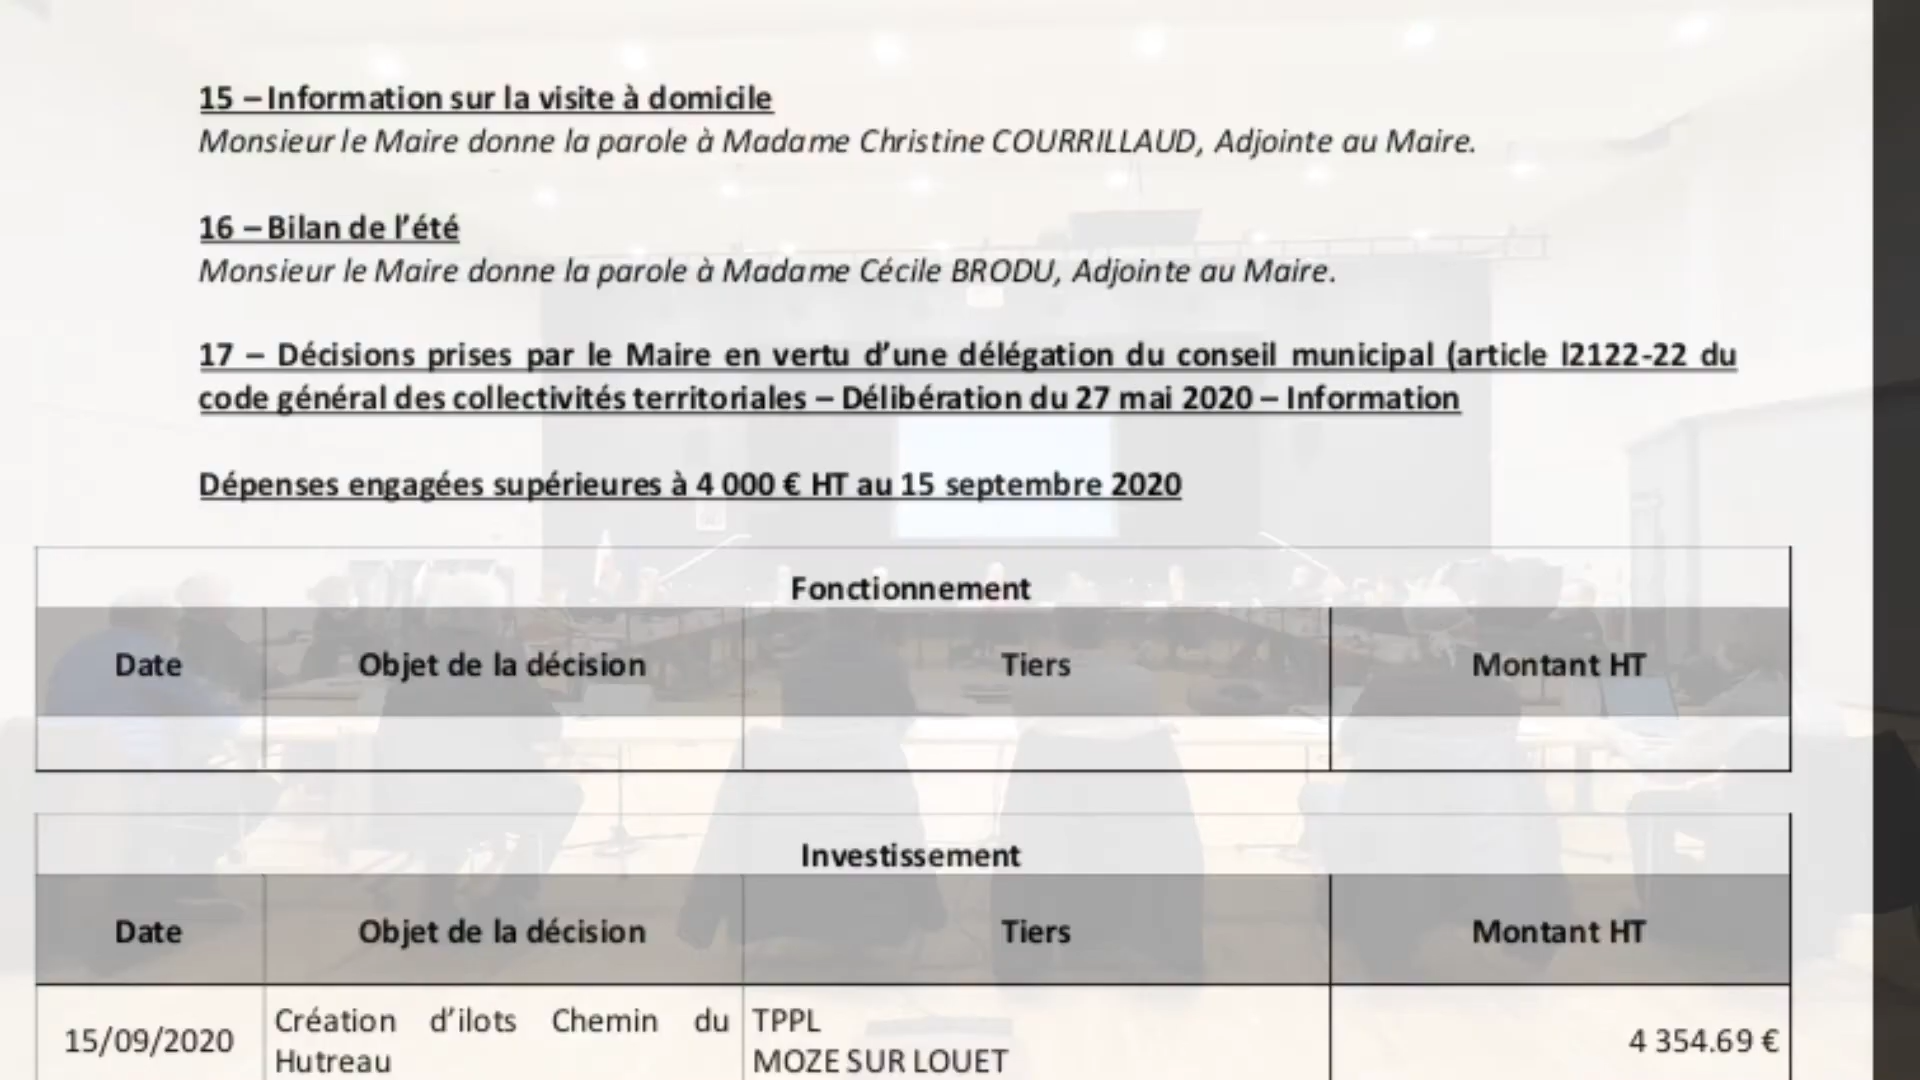 15 – Information sur la visite à domicile
Monsieur le Maire donne la parole à Madame Christine COURRILLAUD, Adjointe au Maire.
16 – Bilan de l’été
Monsieur le Maire donne la parole à Madame Cécile BRODU, Adjointe au Maire.
17 – Décisions prises par le Maire en vertu d’une délégation du conseil municipal (article l2122-22 du
code général des collectivités territoriales – Délibération du 27 mai 2020 – Information
Dépenses engagées supérieures à 4 000 € HT au 15 septembre 2020
Fonctionnement
Date Objet de la décision Tiers Montant HT
Investissement
Date Objet de la décision Tiers Montant HT
15/09/2020 Création d’ilots Chemin du Hutreau TPPL MOZE SUR LOUET 4 354.69 €